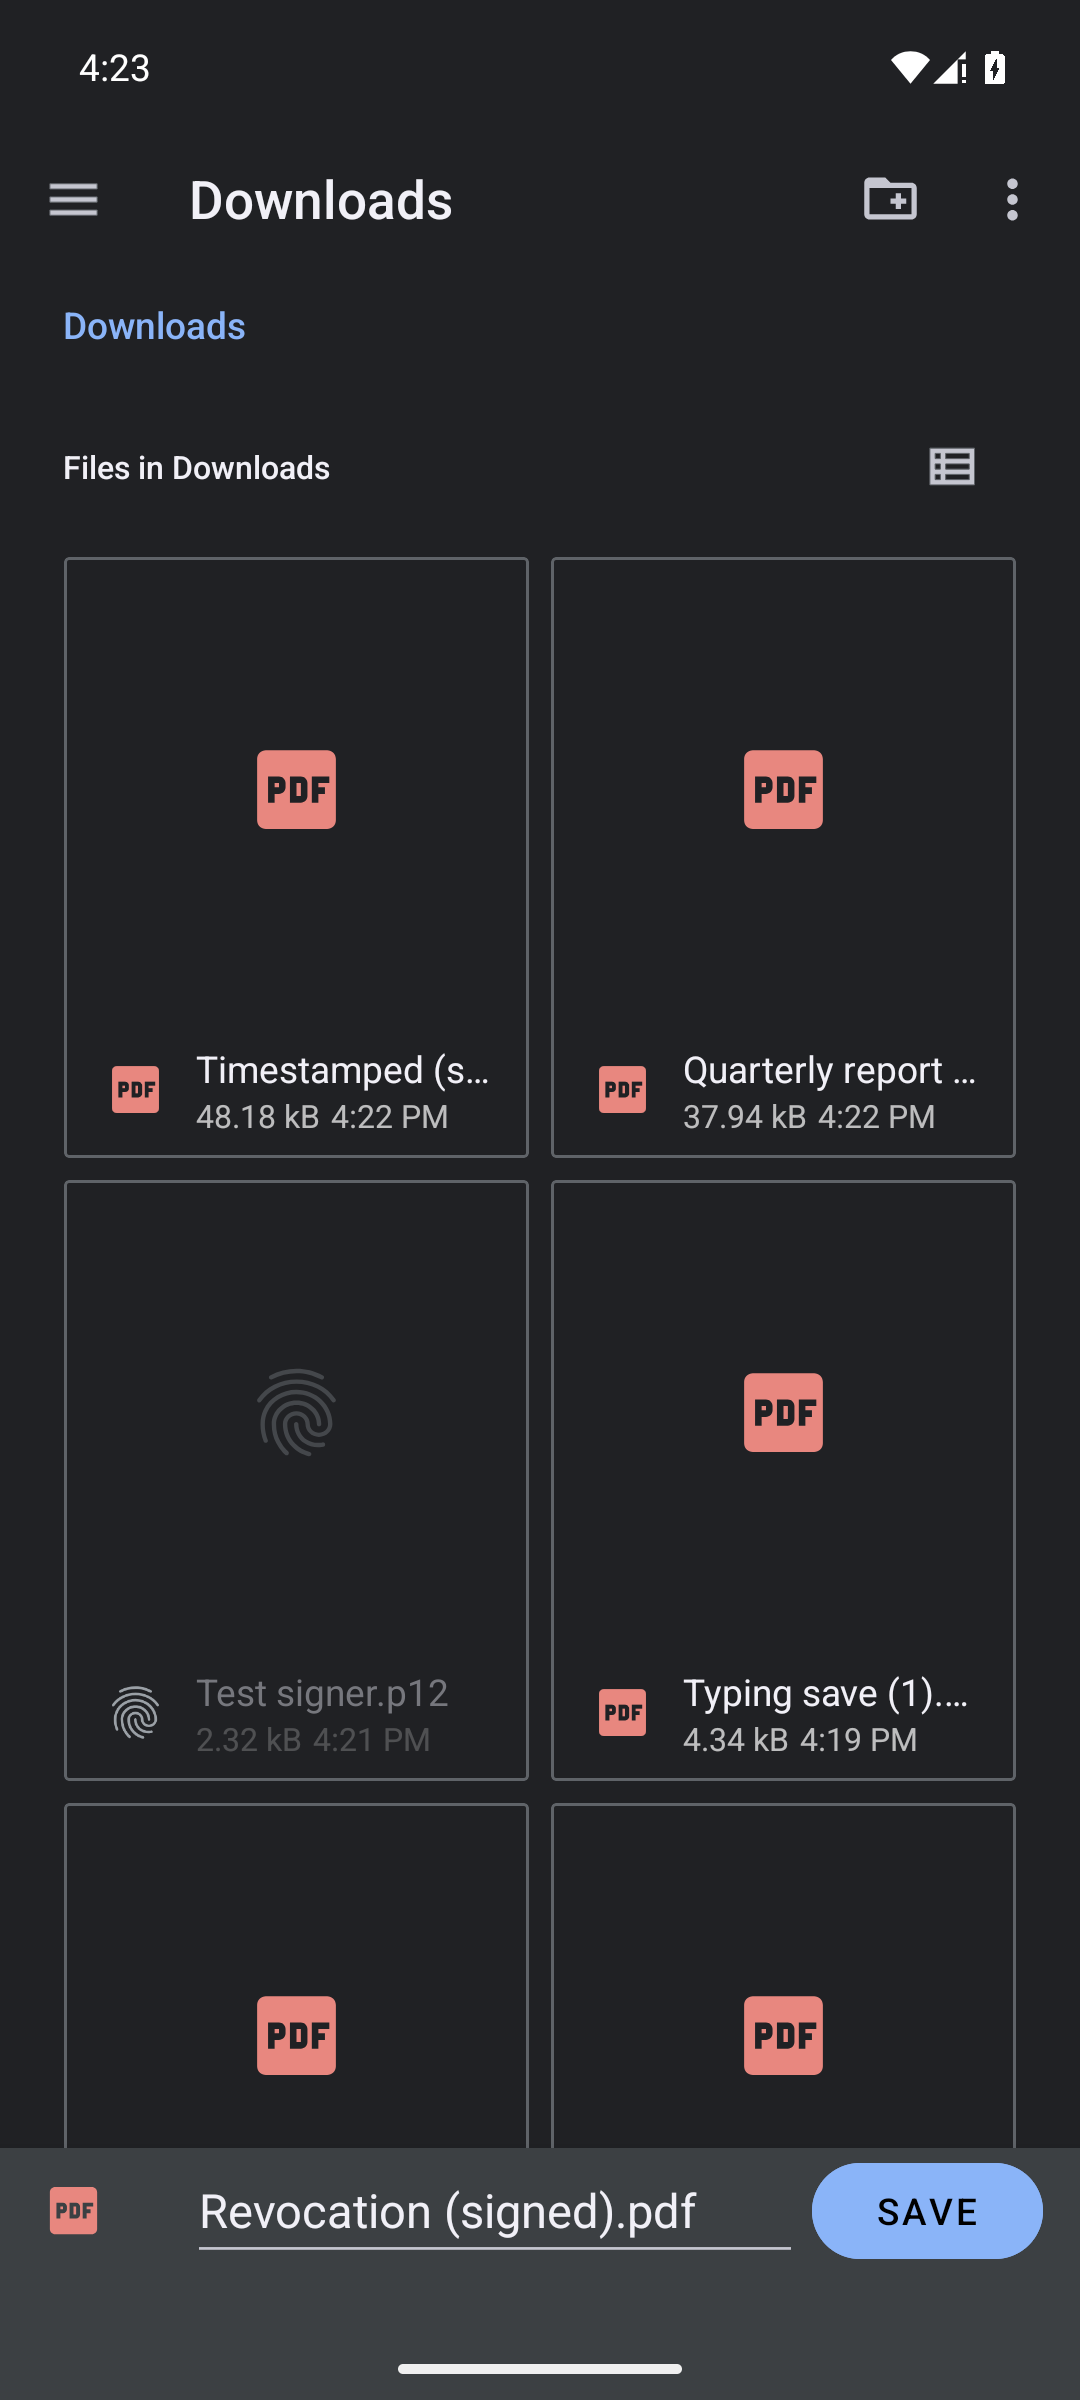 4:23
Downloads
Downloads
Files in Downloads
PDF
PDF
PDF
Timestamped (s...
48.18 kB 4:22 PM
PDF
Quarterly report ...
37.94 kB 4:22 PM
PDF
Test signer.p12
2.32 kB 4:21 PM
PDF
Typing save (1)....
4.34 kB 4:19 PM
PDF
PDF
PDF
Revocation (signed).pdf
SAVE